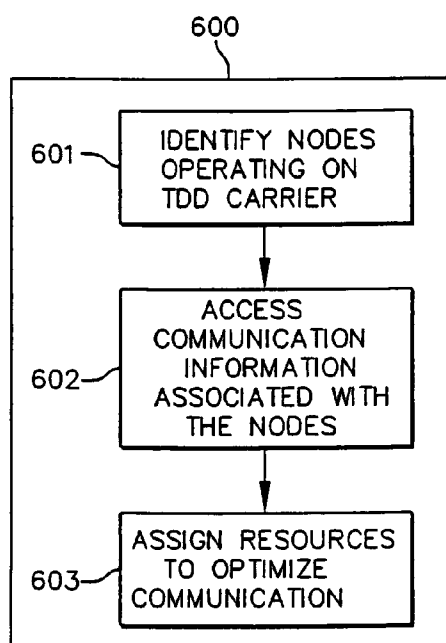 600
601
IDENTIFY NODES
OPERATING ON
TDD CARRIER
602
ACCESS
COMMUNICATION
INFORMATION
ASSOCIATED WITH
THE NODES
603
ASSIGN RESOURCES
TO OPTIMIZE
COMMUNICATION